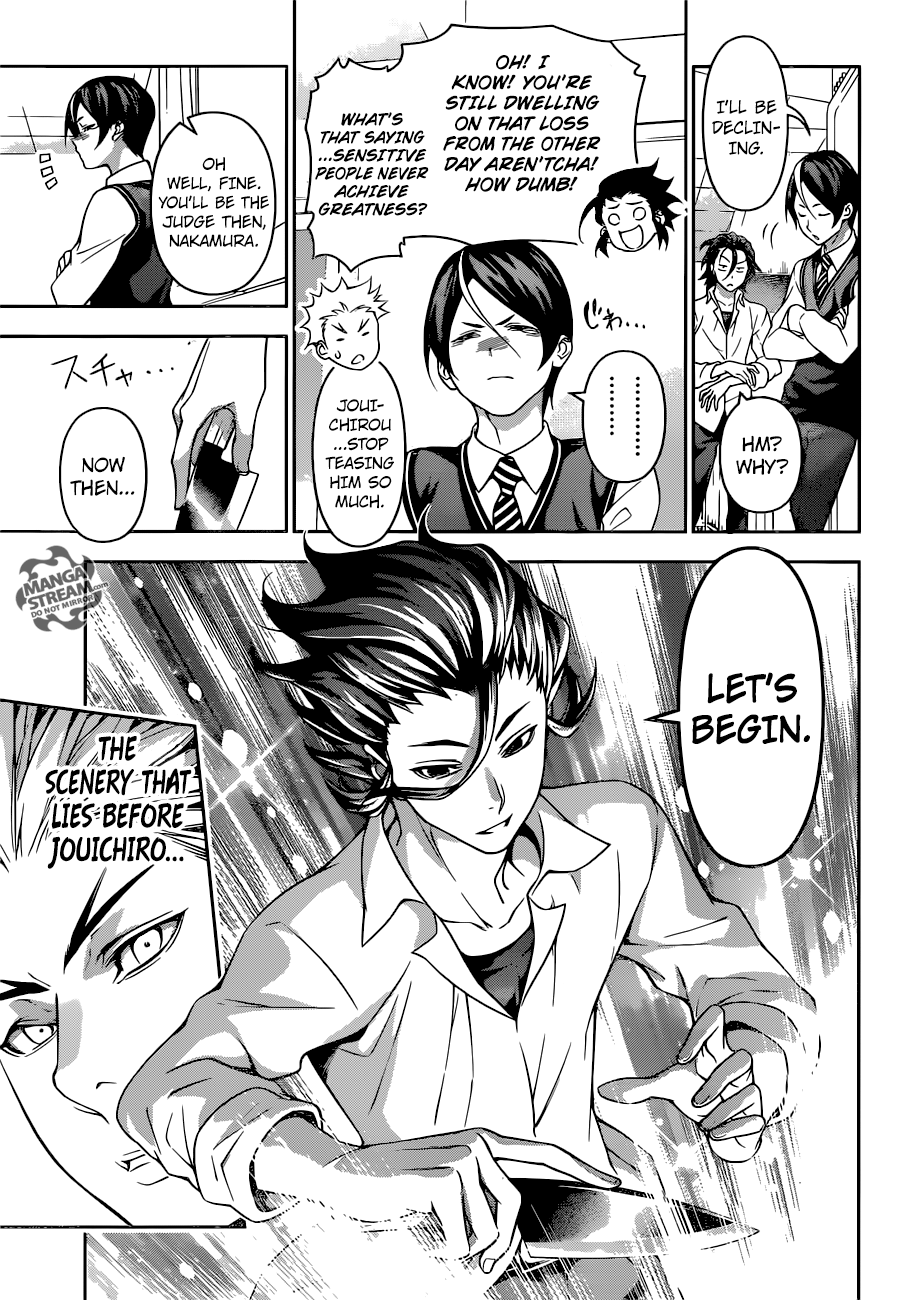 I'LL BE
DECLIN-
ING.
HM?
WHY?
OH! I
KNOW! YOU'RE
STILL DWELLING
ON THAT LOSS
FROM THE OTHER
DAY AREN'TCHA!
HOW DUMB!
WHAT'S
THAT SAYING
...SENSITIVE
PEOPLE NEVER
ACHIEVE
GREATNESS?
じわ…
………
………
JOUI-
CHIROU
...STOP
TEASING
HIM SO
MUCH.
OH
WELL, FINE.
YOU'LL BE THE
JUDGE THEN,
NAKAMURA.
スチャ…
NOW
THEN...
LET'S
BEGIN.
THE
SCENERY THAT
LIES BEFORE
JOUICHIRO...
MANGA
STREAM.com
DO NOT MIRROR